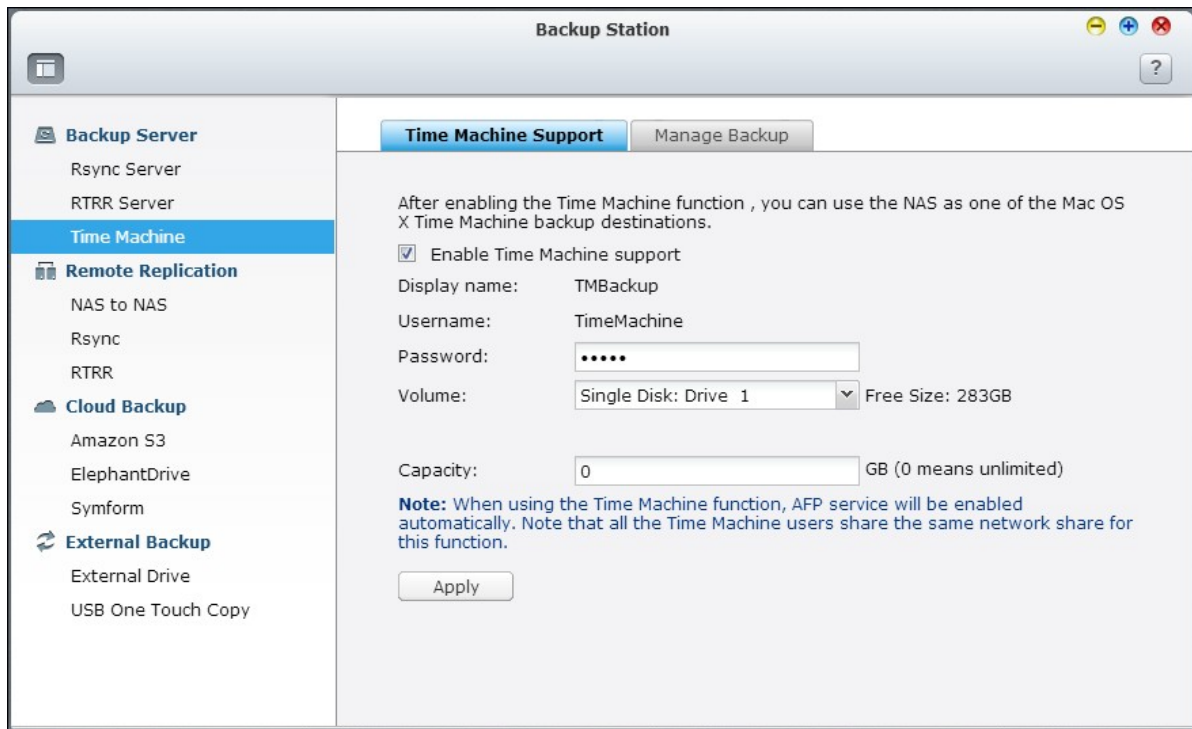 Backup Station
?
Backup Server
Rsync Server
RTRR Server
Time Machine
Remote Replication
NAS to NAS
Rsync
RTRR
Cloud Backup
Amazon S3
ElephantDrive
Symform
External Backup
External Drive
USB One Touch Copy
Time Machine Support
Manage Backup
After enabling the Time Machine function , you can use the NAS as one of the Mac OS
X Time Machine backup destinations.
Enable Time Machine support
Display name: TMBackup
Username: TimeMachine
Password: •••••
Volume: Single Disk: Drive 1 Free Size: 283GB
Capacity: 0 GB (0 means unlimited)
Note: When using the Time Machine function, AFP service will be enabled
automatically. Note that all the Time Machine users share the same network share for
this function.
Apply